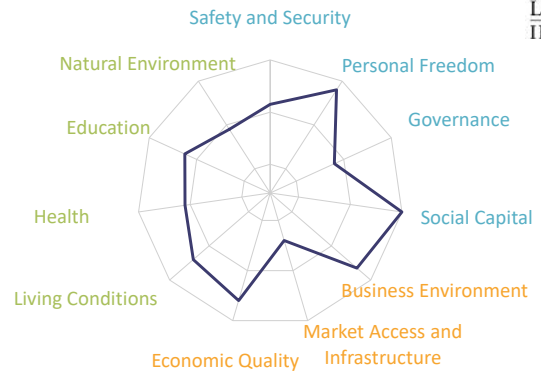 Safety and Security
Natural Environment
Personal Freedom
Education
Governance
Health
Social Capital
Living Conditions
Business Environment
Market Access and
Infrastructure
Economic Quality